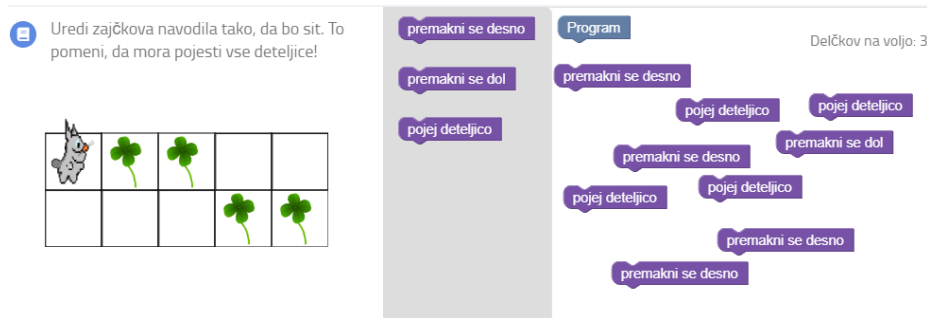 Uredi zajčkova navodila tako, da bo sit. To
pomeni, da mora pojesti vse deteljice!
premakni se desno
premakni se dol
pojej deteljico
Program
Delčkov na voljo: 3
premakni se desno
pojej deteljico
pojej deteljico
premakni se dol
premakni se desno
pojej deteljico
pojej deteljico
premakni se desno
premakni se desno